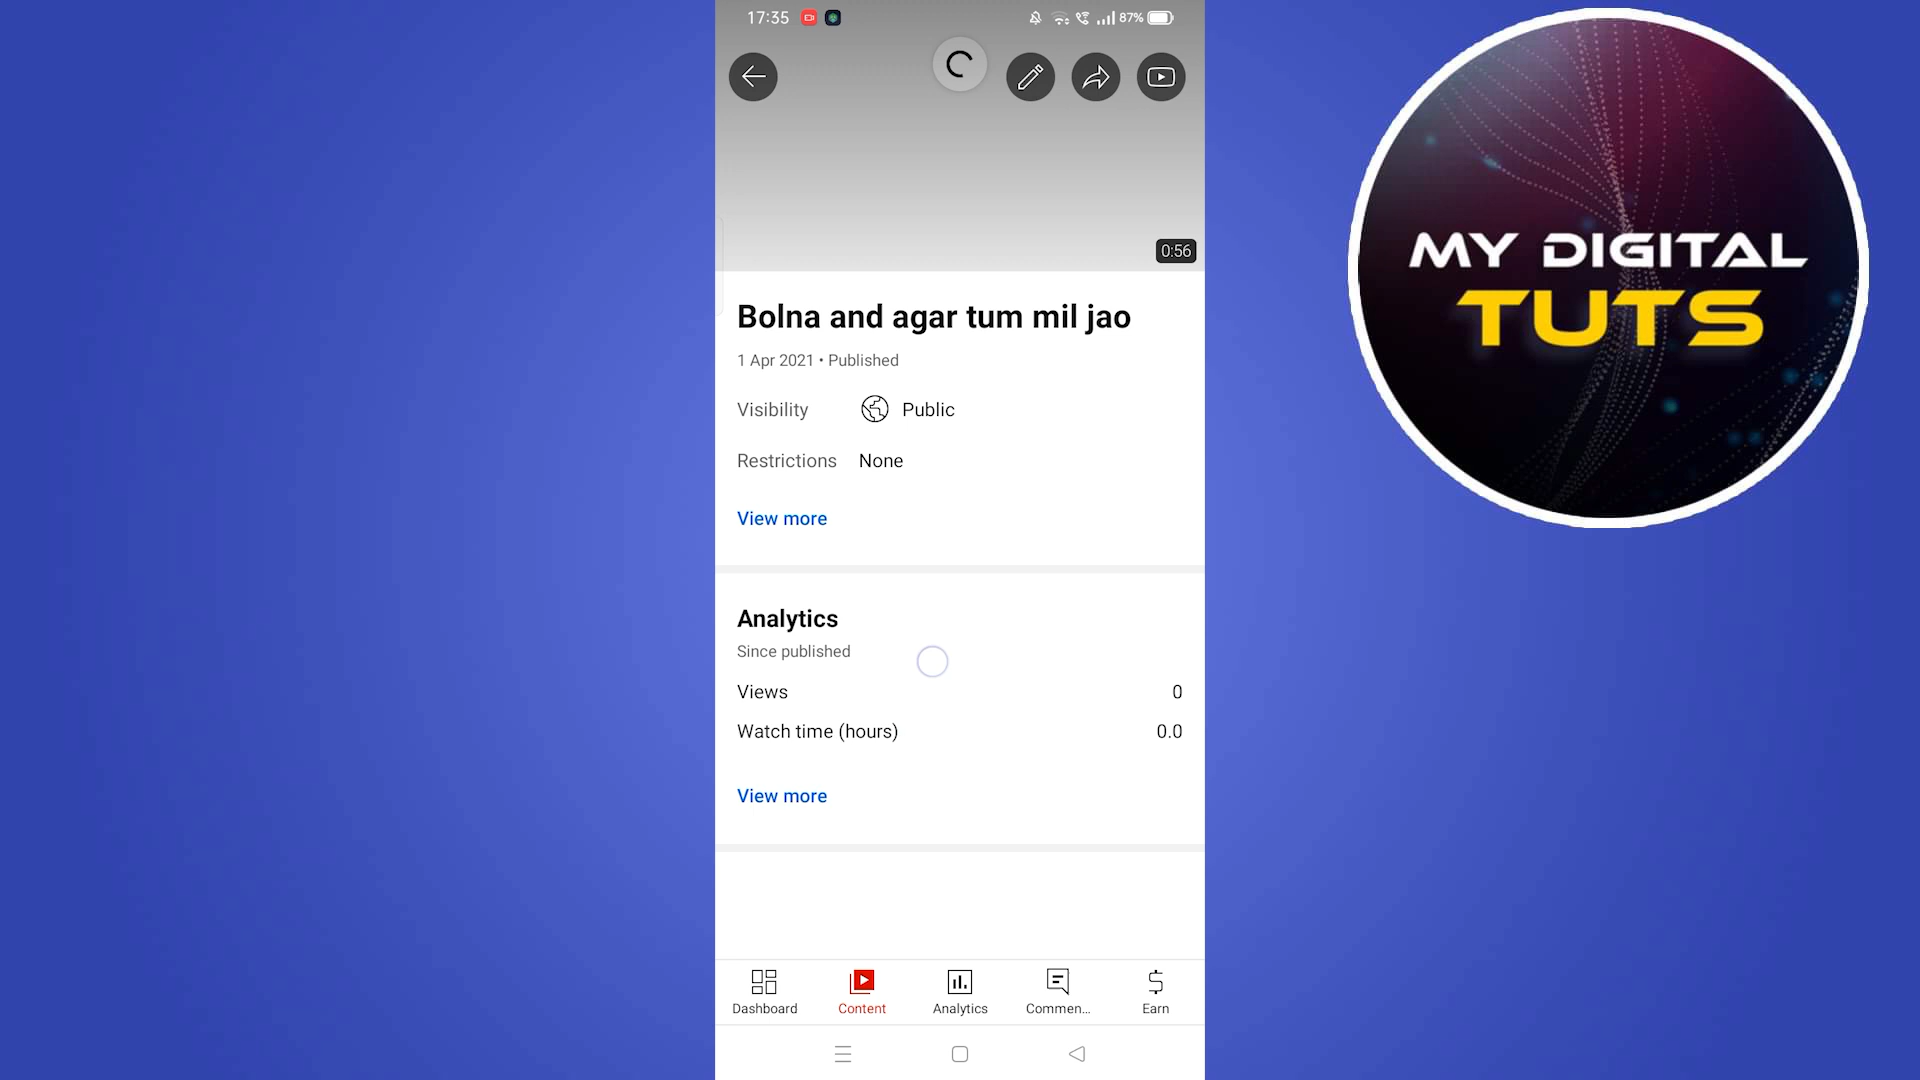 17:35
87%
0:56
Bolna and agar tum mil jao
1 Apr 2021 • Published
Visibility Public
Restrictions None
View more
Analytics
Since published
Views 0
Watch time (hours) 0.0
View more
Dashboard Content Analytics Commen... Earn
MY DIGITAL
TUTS